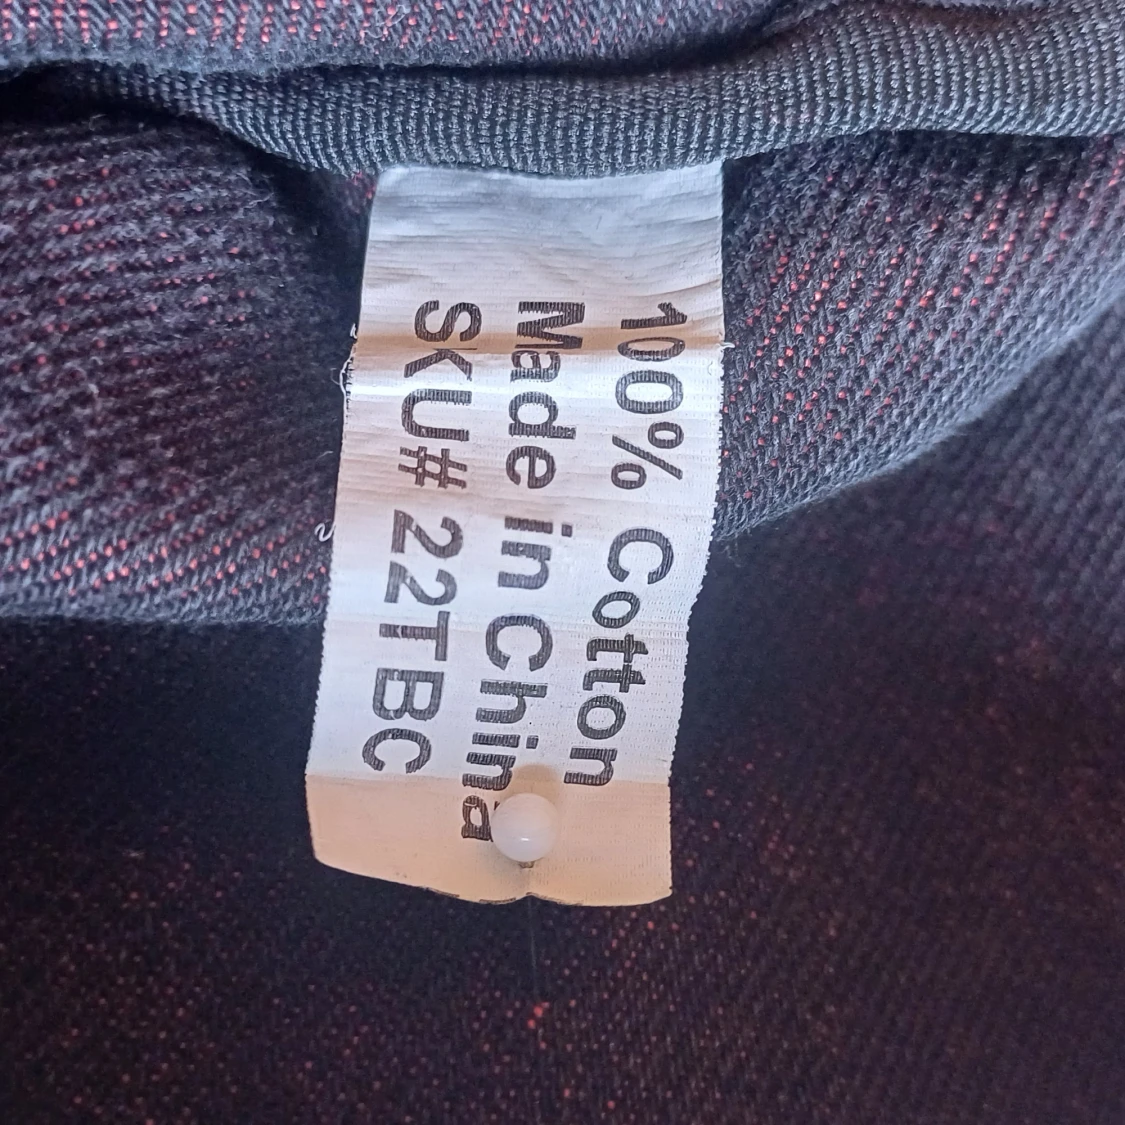 100% Cotton
Made in China
SKU# 22TBC